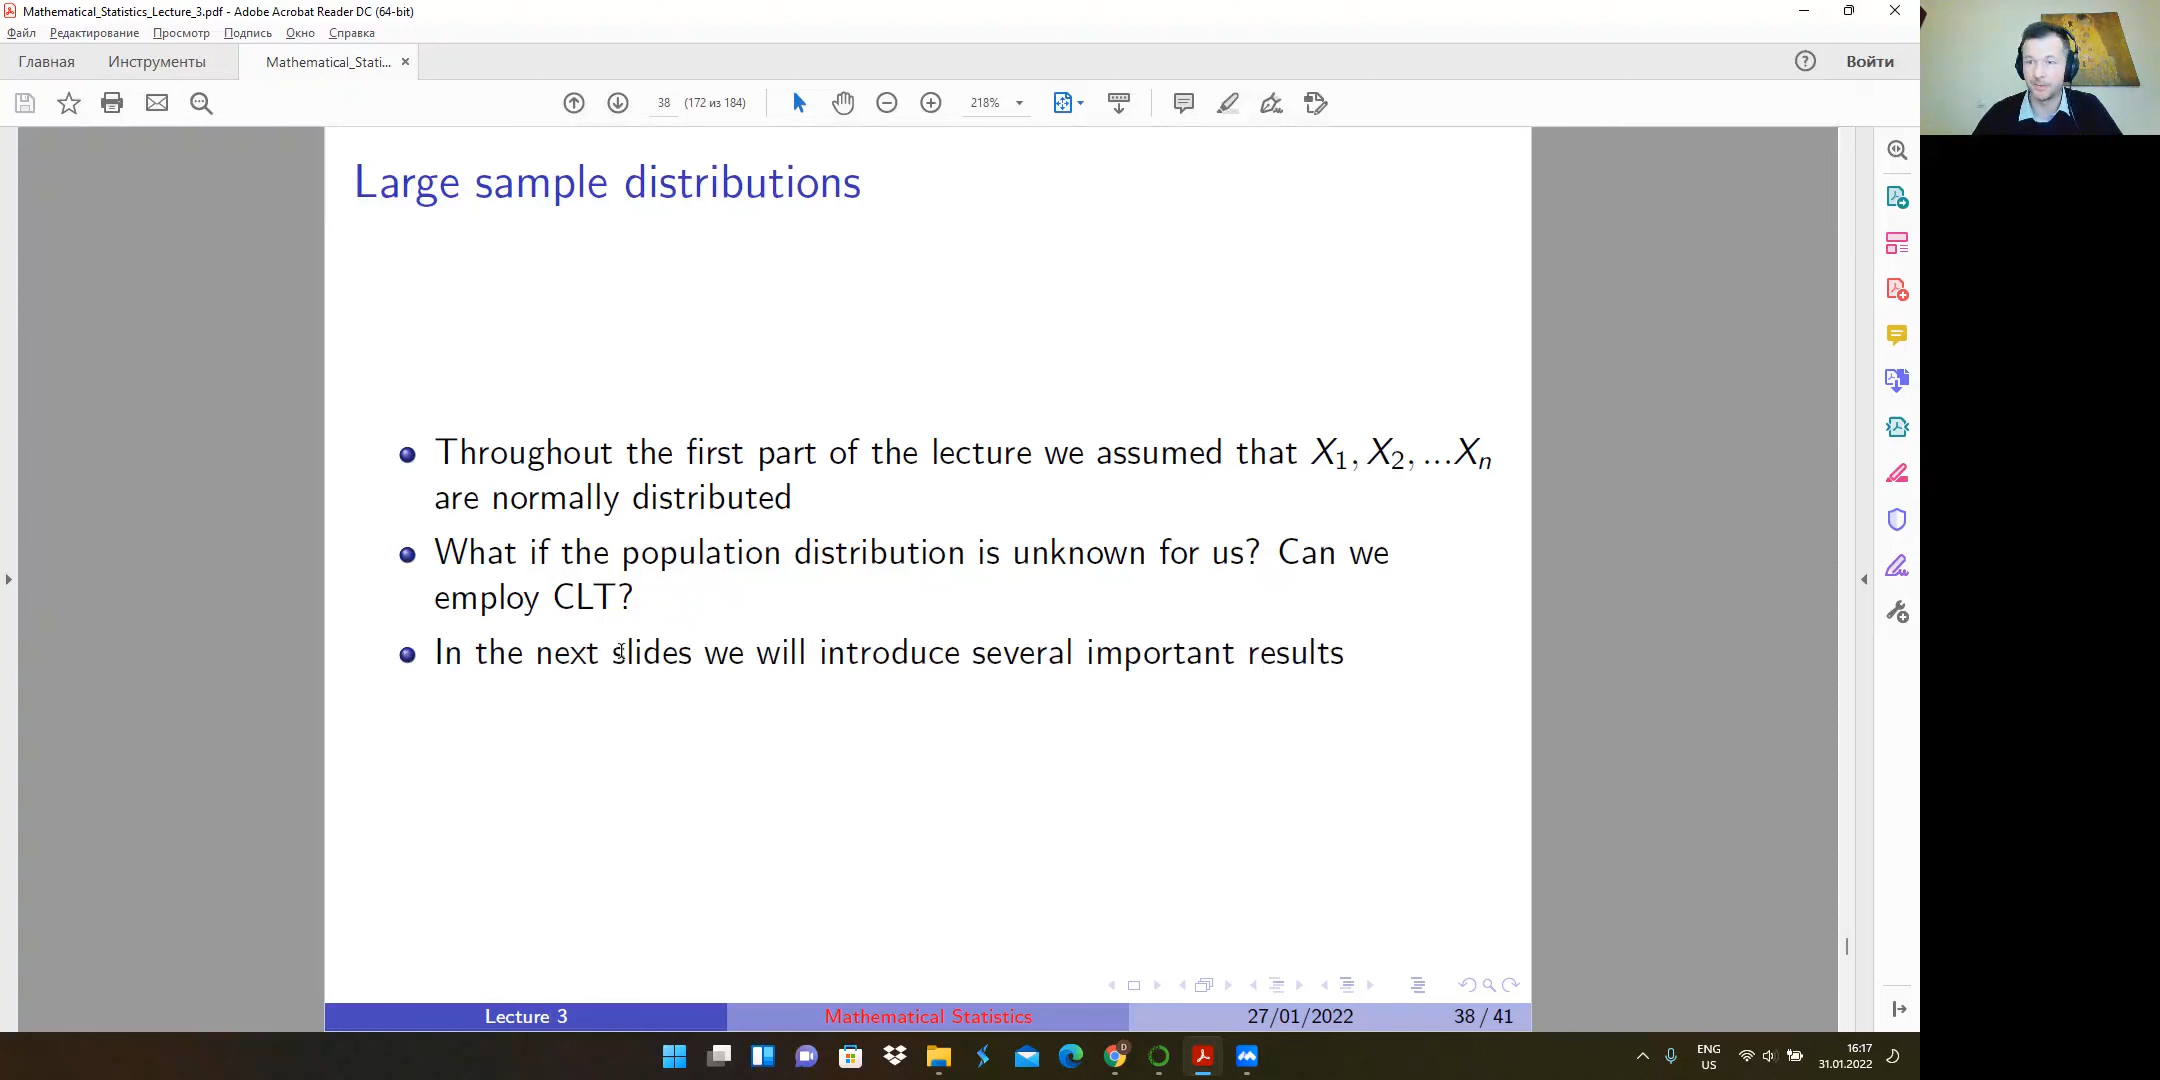 Mathematical_Statistics_Lecture_3.pdf - Adobe Acrobat Reader DC (64-bit)
Файл Редактирование Просмотр Подпись Окно Справка
Главная Инструменты Mathematical_Stati... Войти
38 (172 из 184) 218%
Large sample distributions
Throughout the first part of the lecture we assumed that X₁, X₂, ...Xₙ
are normally distributed
What if the population distribution is unknown for us? Can we
employ CLT?
In the next slides we will introduce several important results
Lecture 3 Mathematical Statistics 27/01/2022 38 / 41
ENG
US
16:17
31.01.2022
D